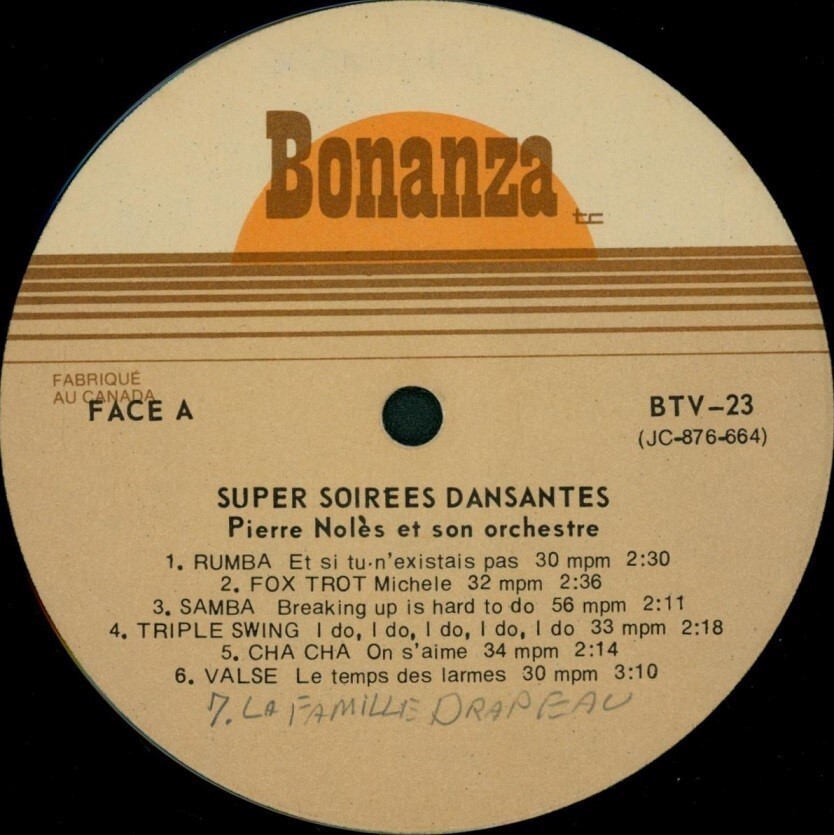 Bonanza
tc
FABRIQUÉ
AU CANADA
FACE A
BTV-23
(JC-876-664)
SUPER SOIREES DANSANTES
Pierre Nolès et son orchestre
1. RUMBA Et si tu·n'existais pas 30 mpm 2:30
2. FOX TROT Michele 32 mpm 2:36
3. SAMBA Breaking up is hard to do 56 mpm 2:11
4. TRIPLE SWING I do, I do, I do, I do, I do 33 mpm 2:18
5. CHA CHA On s'aime 34 mpm 2:14
6. VALSE Le temps des larmes 30 mpm 3:10
7. LA FAMILLE DRAPEAU